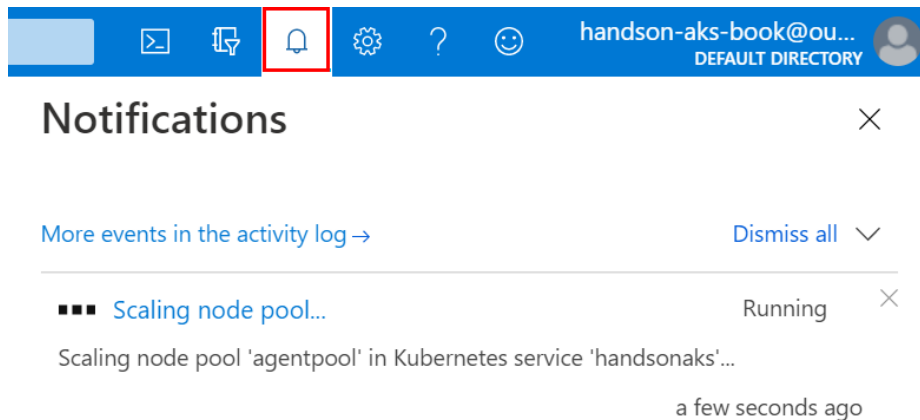 handson-aks-book@ou...
DEFAULT DIRECTORY
Notifications
More events in the activity log → Dismiss all
Scaling node pool... Running
Scaling node pool 'agentpool' in Kubernetes service 'handsonaks'...
a few seconds ago